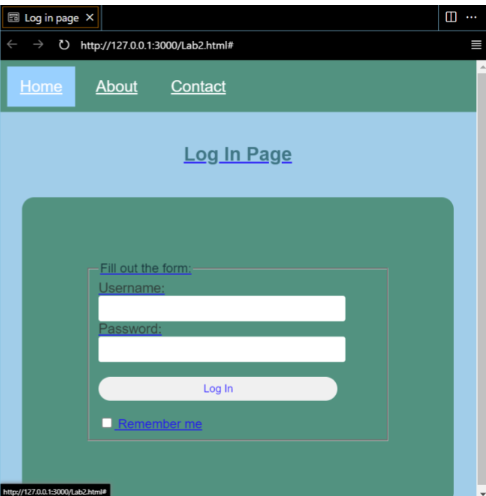 Log in page
http://127.0.0.1:3000/Lab2.html#
Home About Contact
Log In Page
Fill out the form:
Username:
Password:
Log In
Remember me
http://127.0.0.1:3000/Lab2.html#